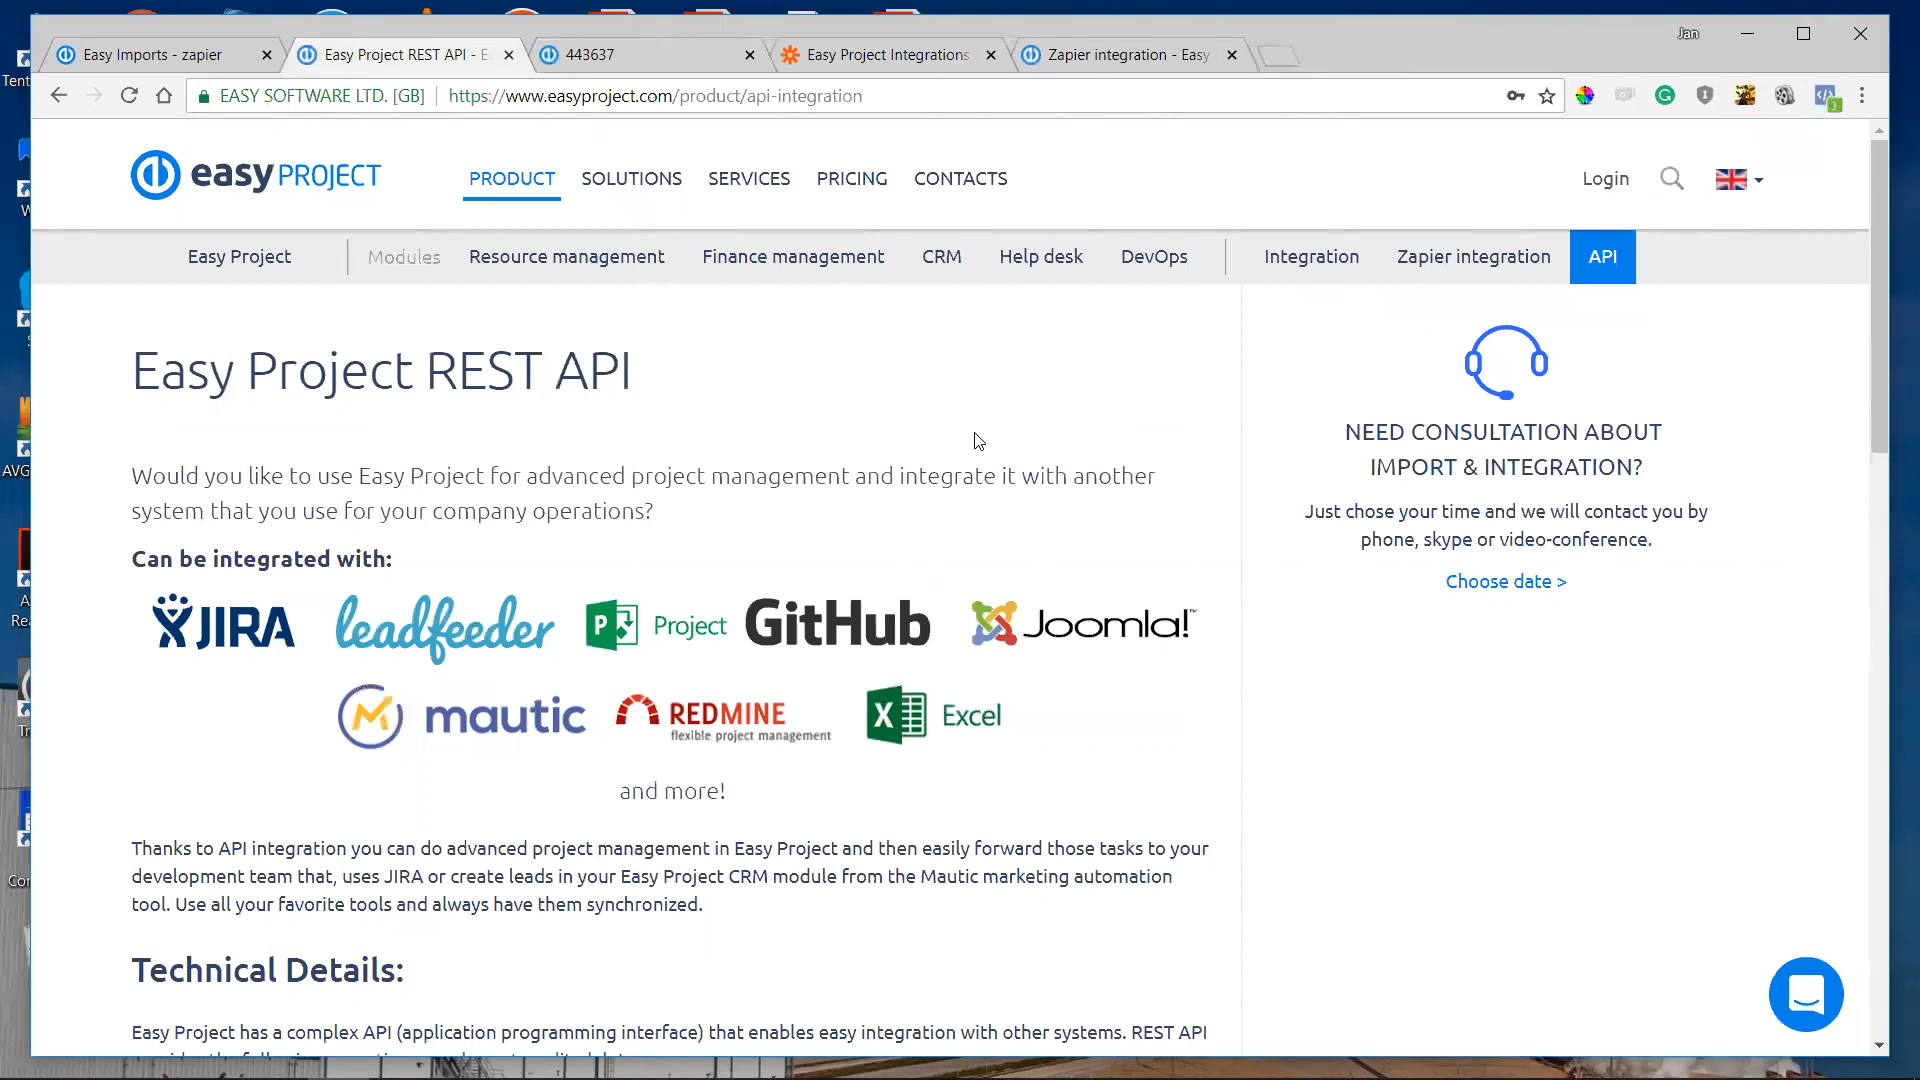 Jan
Easy Imports - zapier
Easy Project REST API - E
443637
Easy Project Integrations
Zapier integration - Easy
EASY SOFTWARE LTD. [GB]
https://www.easyproject.com/product/api-integration
easy PROJECT
PRODUCT
SOLUTIONS
SERVICES
PRICING
CONTACTS
Login
Easy Project
Modules
Resource management
Finance management
CRM
Help desk
DevOps
Integration
Zapier integration
API
Easy Project REST API
Would you like to use Easy Project for advanced project management and integrate it with another
system that you use for your company operations?
Can be integrated with:
JIRA
leadfeeder
P
Project
GitHub
Joomla!™
mautic
REDMINE
flexible project management
X
Excel
and more!
Thanks to API integration you can do advanced project management in Easy Project and then easily forward those tasks to your
development team that, uses JIRA or create leads in your Easy Project CRM module from the Mautic marketing automation
tool. Use all your favorite tools and always have them synchronized.
Technical Details:
Easy Project has a complex API (application programming interface) that enables easy integration with other systems. REST API
NEED CONSULTATION ABOUT
IMPORT & INTEGRATION?
Just chose your time and we will contact you by
phone, skype or video-conference.
Choose date >
Tent
AVG
Rea
Cor